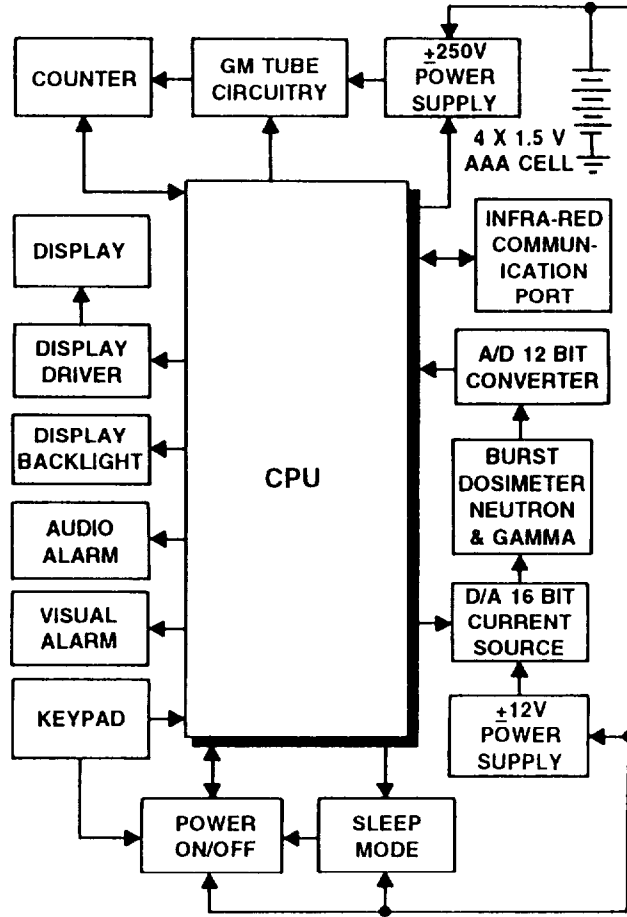 COUNTER
GM TUBE
CIRCUITRY
±250V
POWER
SUPPLY
4 X 1.5 V
AAA CELL
DISPLAY
INFRA-RED
COMMUN-
ICATION
PORT
DISPLAY
DRIVER
A/D 12 BIT
CONVERTER
DISPLAY
BACKLIGHT
CPU
BURST
DOSIMETER
NEUTRON
& GAMMA
AUDIO
ALARM
VISUAL
ALARM
D/A 16 BIT
CURRENT
SOURCE
KEYPAD
±12V
POWER
SUPPLY
POWER
ON/OFF
SLEEP
MODE